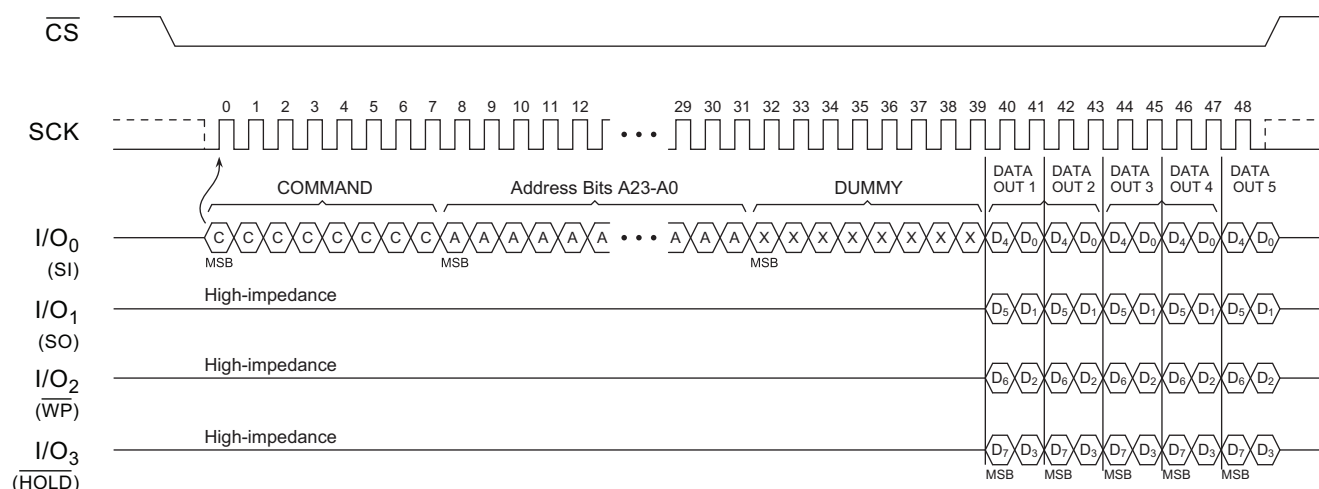 CS
SCK
0 1 2 3 4 5 6 7 8 9 10 11 12 29 30 31 32 33 34 35 36 37 38 39 40 41 42 43 44 45 46 47 48
COMMAND Address Bits A23-A0 DUMMY
DATA OUT 1
DATA OUT 2
DATA OUT 3
DATA OUT 4
DATA OUT 5
I/O0
(SI)
C C C C C C C C A A A A A A • • • A A A X X X X X X X X D4 D0 D4 D0 D4 D0 D4 D0 D4 D0
MSB MSB MSB
I/O1
(SO)
High-impedance
D5 D1 D5 D1 D5 D1 D5 D1 D5 D1
I/O2
(WP)
High-impedance
D6 D2 D6 D2 D6 D2 D6 D2 D6 D2
I/O3
(HOLD)
High-impedance
D7 D3 D7 D3 D7 D3 D7 D3 D7 D3
MSB MSB MSB MSB MSB